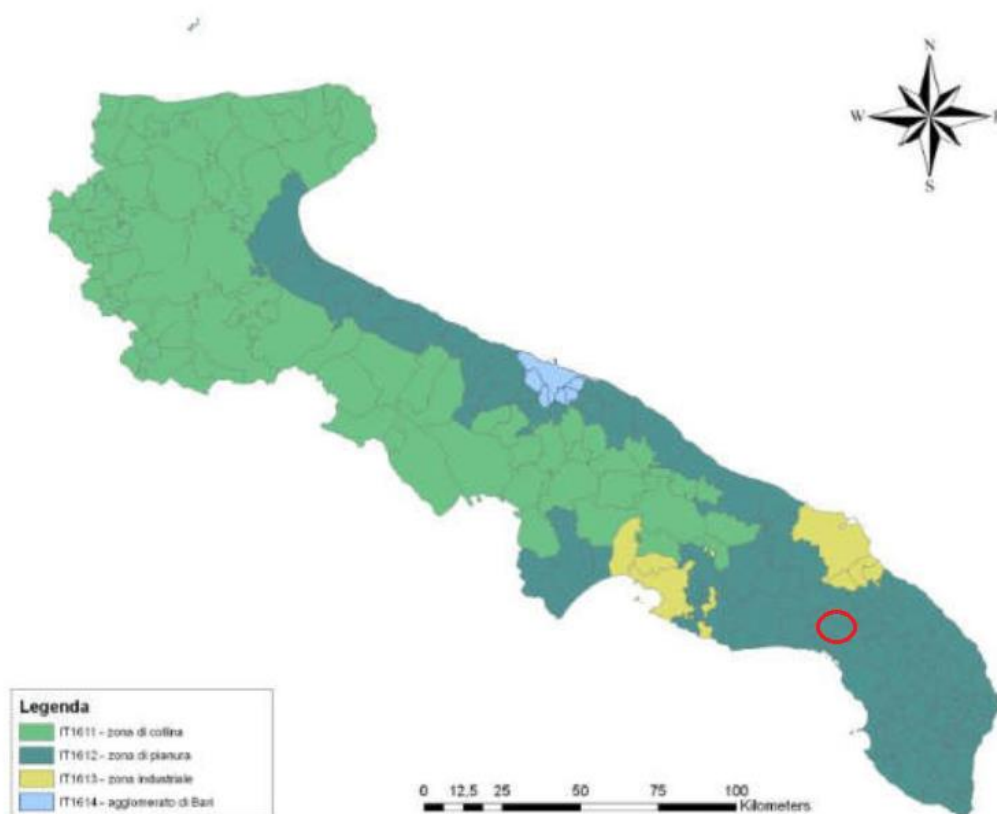 N
W
E
S
Legenda
IT1611 - zona di collina
IT1612 - zona di pianura
IT1613 - zona industriale
IT1614 - agglomerato di Bari
0 12,5 25 50 75 100
Kilometers